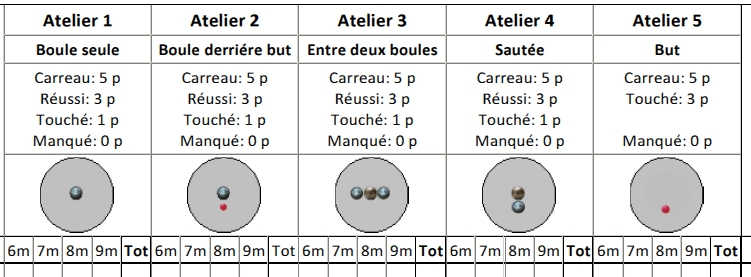 Atelier 1 Atelier 2 Atelier 3 Atelier 4 Atelier 5
Boule seule Boule derriére but Entre deux boules Sautée But
Carreau: 5 p Carreau: 5 p Carreau: 5 p Carreau: 5 p Carreau: 5 p
Réussi: 3 p Réussi: 3 p Réussi: 3 p Réussi: 3 p Touché: 3 p
Touché: 1 p Touché: 1 p Touché: 1 p Touché: 1 p
Manqué: 0 p Manqué: 0 p Manqué: 0 p Manqué: 0 p Manqué: 0 p
6m 7m 8m 9m Tot 6m 7m 8m 9m Tot 6m 7m 8m 9m Tot 6m 7m 8m 9m Tot 6m 7m 8m 9m Tot